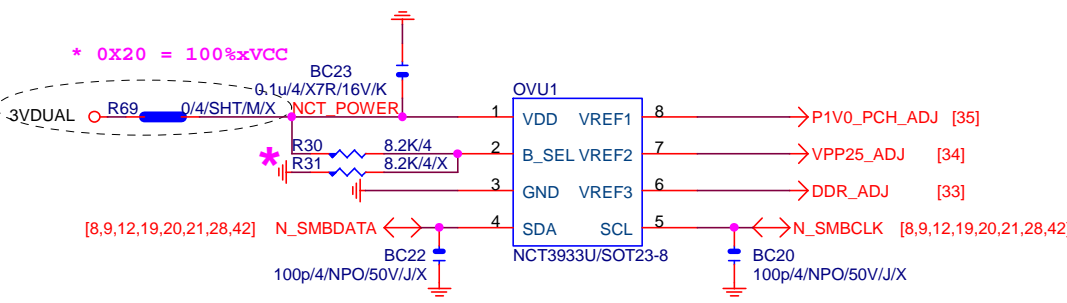 * 0X20 = 100%xVCC
BC23
0.1u/4/X7R/16V/K
OVU1
3VDUAL R69 0/4/SHT/M/X NCT_POWER 1 VDD VREF1 8 P1V0_PCH_ADJ [35]
* R30 8.2K/4 2 B_SEL VREF2 7 VPP25_ADJ [34]
R31 8.2K/4/X
3 GND VREF3 6 DDR_ADJ [33]
[8,9,12,19,20,21,28,42] N_SMBDATA 4 SDA SCL 5 N_SMBCLK [8,9,12,19,20,21,28,42]
BC22 NCT3933U/SOT23-8 BC20
100p/4/NPO/50V/J/X 100p/4/NPO/50V/J/X